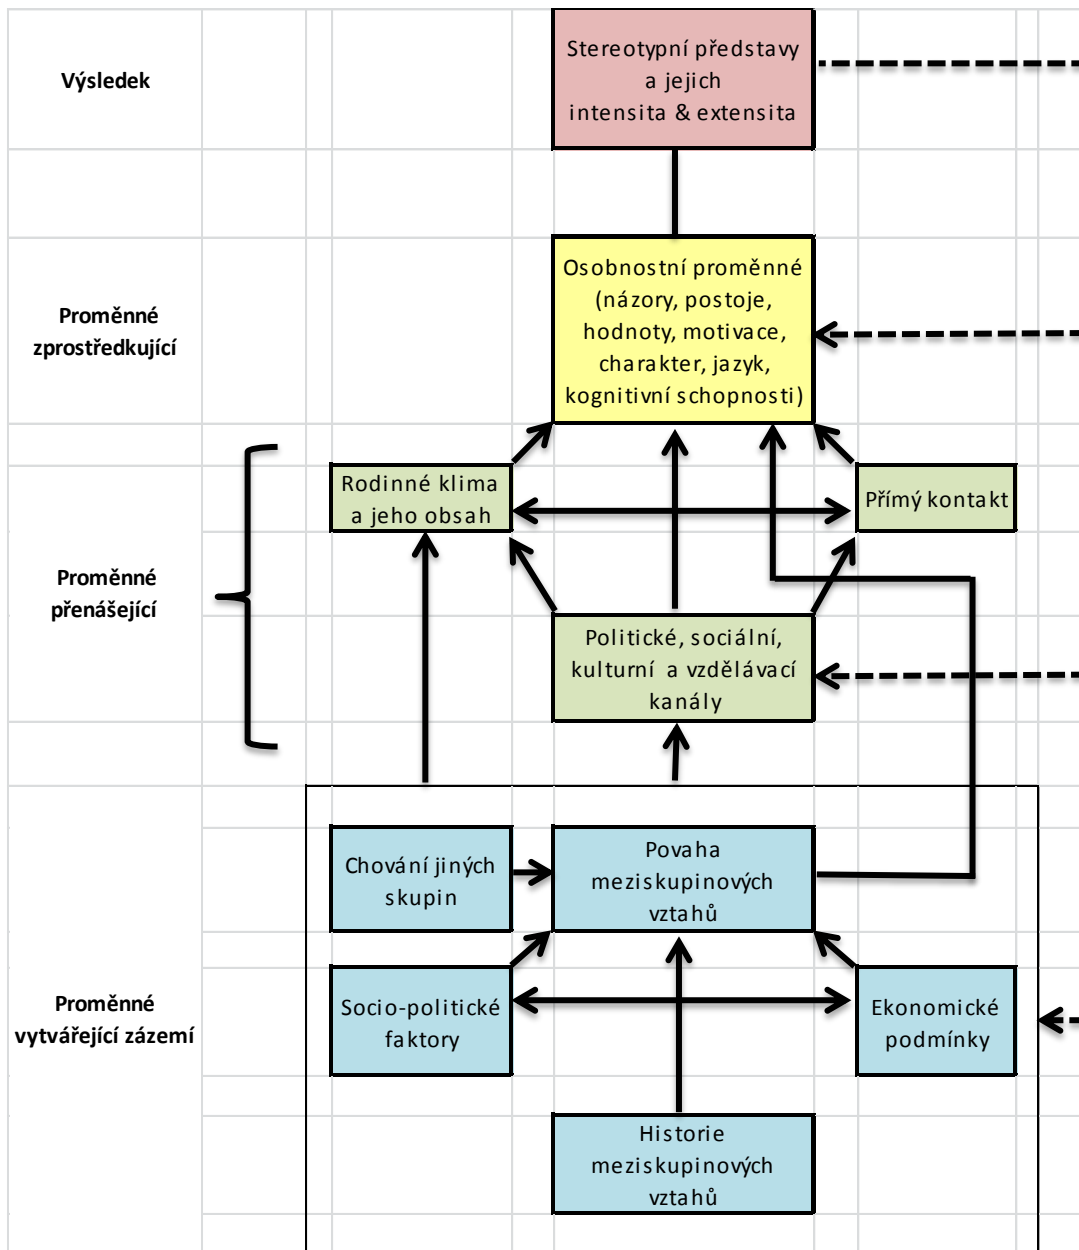 Výsledek
Stereotypní představy
a jejich
intensita & extensita
Proměnné
zprostředkující
Osobnostní proměnné
(názory, postoje,
hodnoty, motivace,
charakter, jazyk,
kognitivní schopnosti)
Proměnné
přenášející
Rodinné klima
a jeho obsah
Přímý kontakt
Politické, sociální,
kulturní a vzdělávací
kanály
Proměnné
vytvářející zázemí
Chování jiných
skupin
Povaha
meziskupinových
vztahů
Socio-politické
faktory
Ekonomické
podmínky
Historie
meziskupinových
vztahů